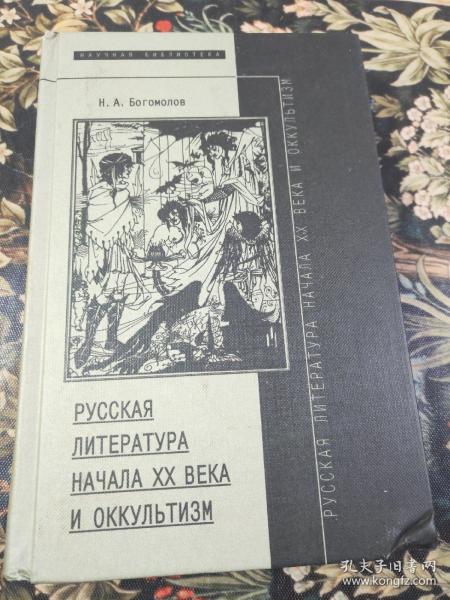 НАУЧНАЯ БИБЛИОТЕКА
Н. А. Богомолов
РУССКАЯ
ЛИТЕРАТУРА
НАЧАЛА XX ВЕКА
И ОККУЛЬТИЗМ
РУССКАЯ ЛИТЕРАТУРА НАЧАЛА XX ВЕКА И ОККУЛЬТИЗМ
孔夫子旧书网
www.kongfz.com